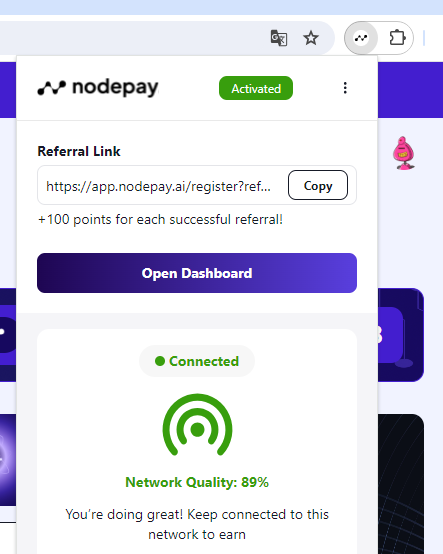 nodepay
Activated
Referral Link
https://app.nodepay.ai/register?ref...
Copy
+100 points for each successful referral!
Open Dashboard
Connected
Network Quality: 89%
You're doing great! Keep connected to this
network to earn